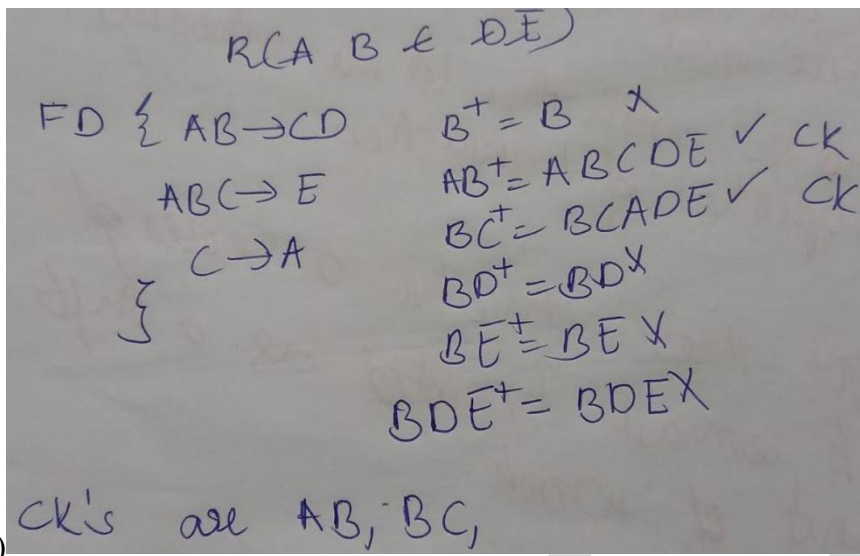 R(A B C DE)
FD { AB→CD
ABC→ E
C→A
}
B⁺ = B X
AB⁺ = ABCDE ✓ CK
BC⁺ = BCADE ✓ CK
BD⁺ = BD X
BE⁺ = BE X
BDE⁺ = BDE X
)
CK's are AB, BC,